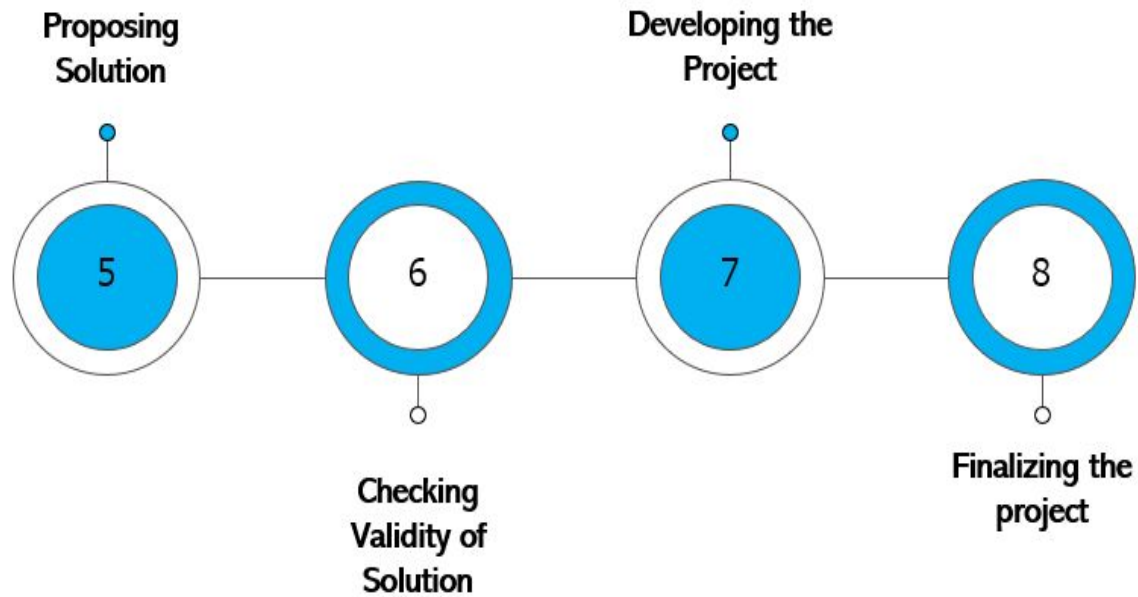 Proposing
Solution
Developing the
Project
5
6
7
8
Checking
Validity of
Solution
Finalizing the
project